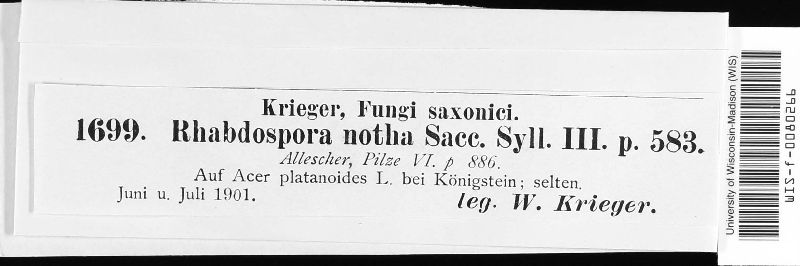 Krieger, Fungi saxonici.
1699. Rhabdospora notha Sacc. Syll. III. p. 583.
Allescher, Pilze VI. p 886.
Auf Acer platanoides L. bei Königstein; selten.
Juni u. Juli 1901.
leg. W. Krieger.
University of Wisconsin-Madison (WIS)
WIS-f-0080266